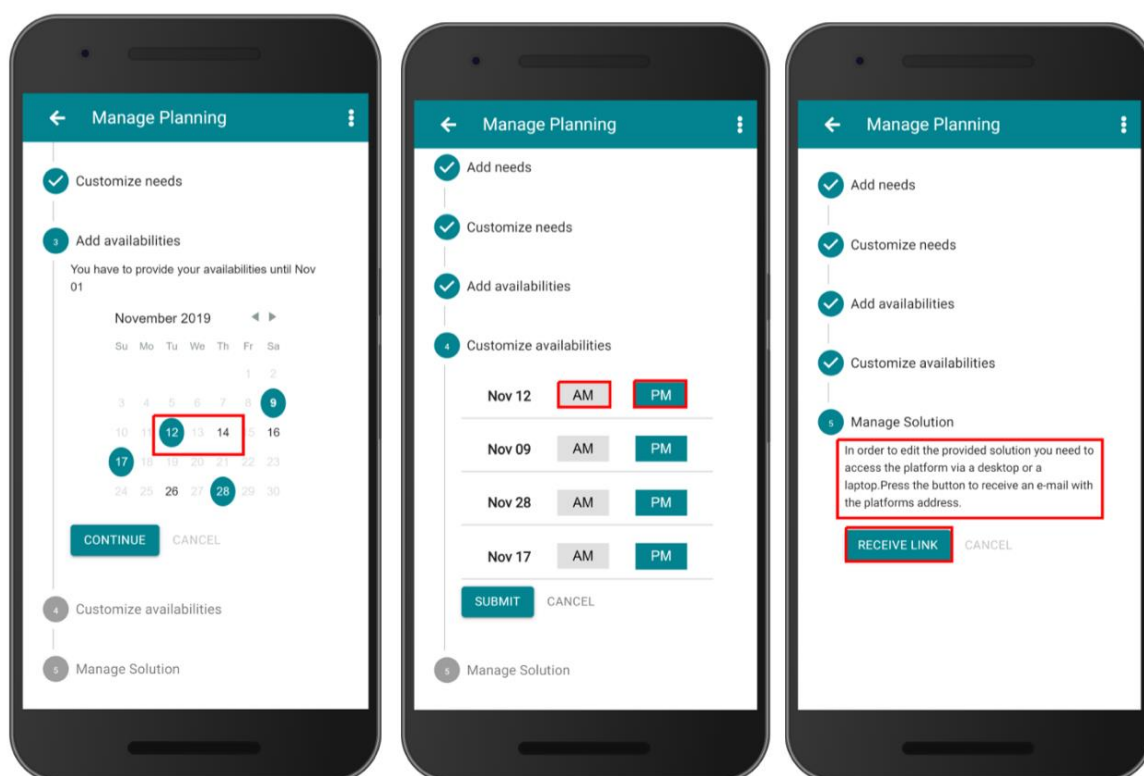 Manage Planning
Customize needs
3 Add availabilities
You have to provide your availabilities until Nov
01
November 2019
Su Mo Tu We Th Fr Sa
1 2
3 4 5 6 7 8 9
10 11 12 13 14 15 16
17 18 19 20 21 22 23
24 25 26 27 28 29 30
CONTINUE CANCEL
4 Customize availabilities
5 Manage Solution
Manage Planning
Add needs
Customize needs
Add availabilities
4 Customize availabilities
Nov 12 AM PM
Nov 09 AM PM
Nov 28 AM PM
Nov 17 AM PM
SUBMIT CANCEL
5 Manage Solution
Manage Planning
Add needs
Customize needs
Add availabilities
Customize availabilities
5 Manage Solution
In order to edit the provided solution you need to
access the platform via a desktop or a
laptop.Press the button to receive an e-mail with
the platforms address.
RECEIVE LINK CANCEL